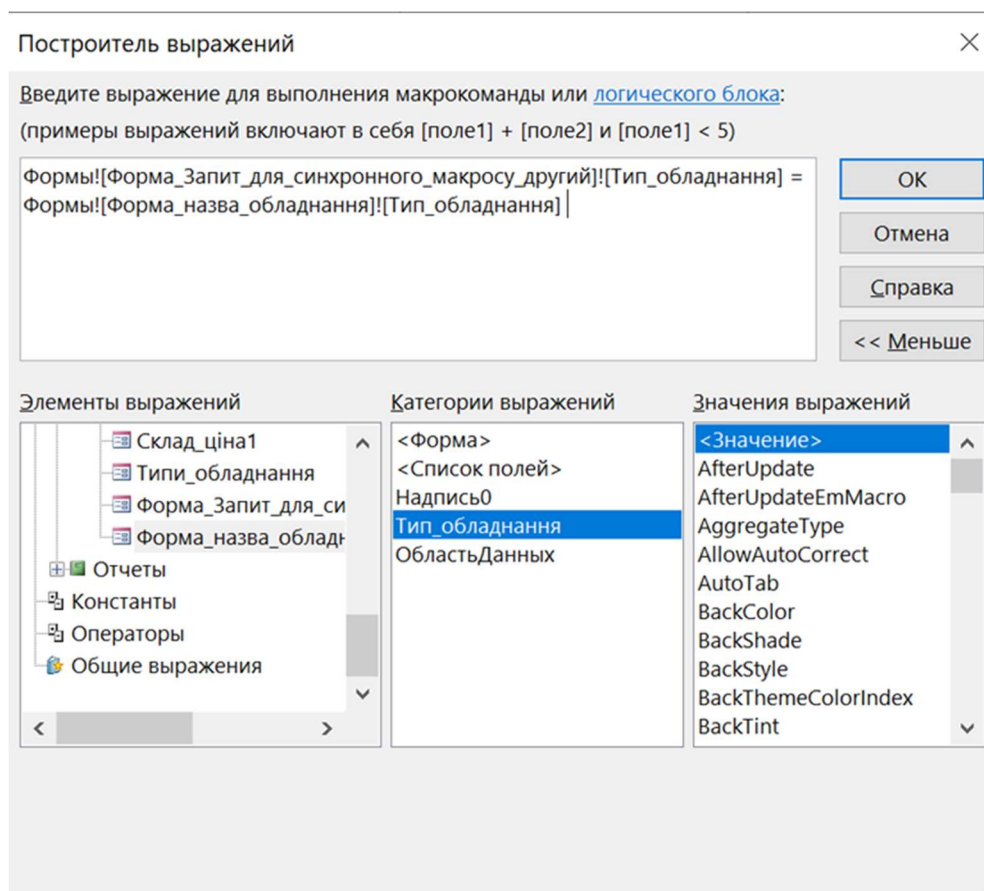 Построитель выражений
Введите выражение для выполнения макрокоманды или логического блока:
(примеры выражений включают в себя [поле1] + [поле2] и [поле1] < 5)
Формы![Форма_Запит_для_синхронного_макросу_другий]![Тип_обладнання] =
Формы![Форма_назва_обладнання]![Тип_обладнання]
ОК
Отмена
Справка
<< Меньше
Элементы выражений
Склад_ціна1
Типи_обладнання
Форма_Запит_для_си
Форма_назва_облад
Отчеты
Константы
Операторы
Общие выражения
Категории выражений
<Форма>
<Список полей>
Надпись0
Тип_обладнання
ОбластьДанных
Значения выражений
<Значение>
AfterUpdate
AfterUpdateEmMacro
AggregateType
AllowAutoCorrect
AutoTab
BackColor
BackShade
BackStyle
BackThemeColorIndex
BackTint